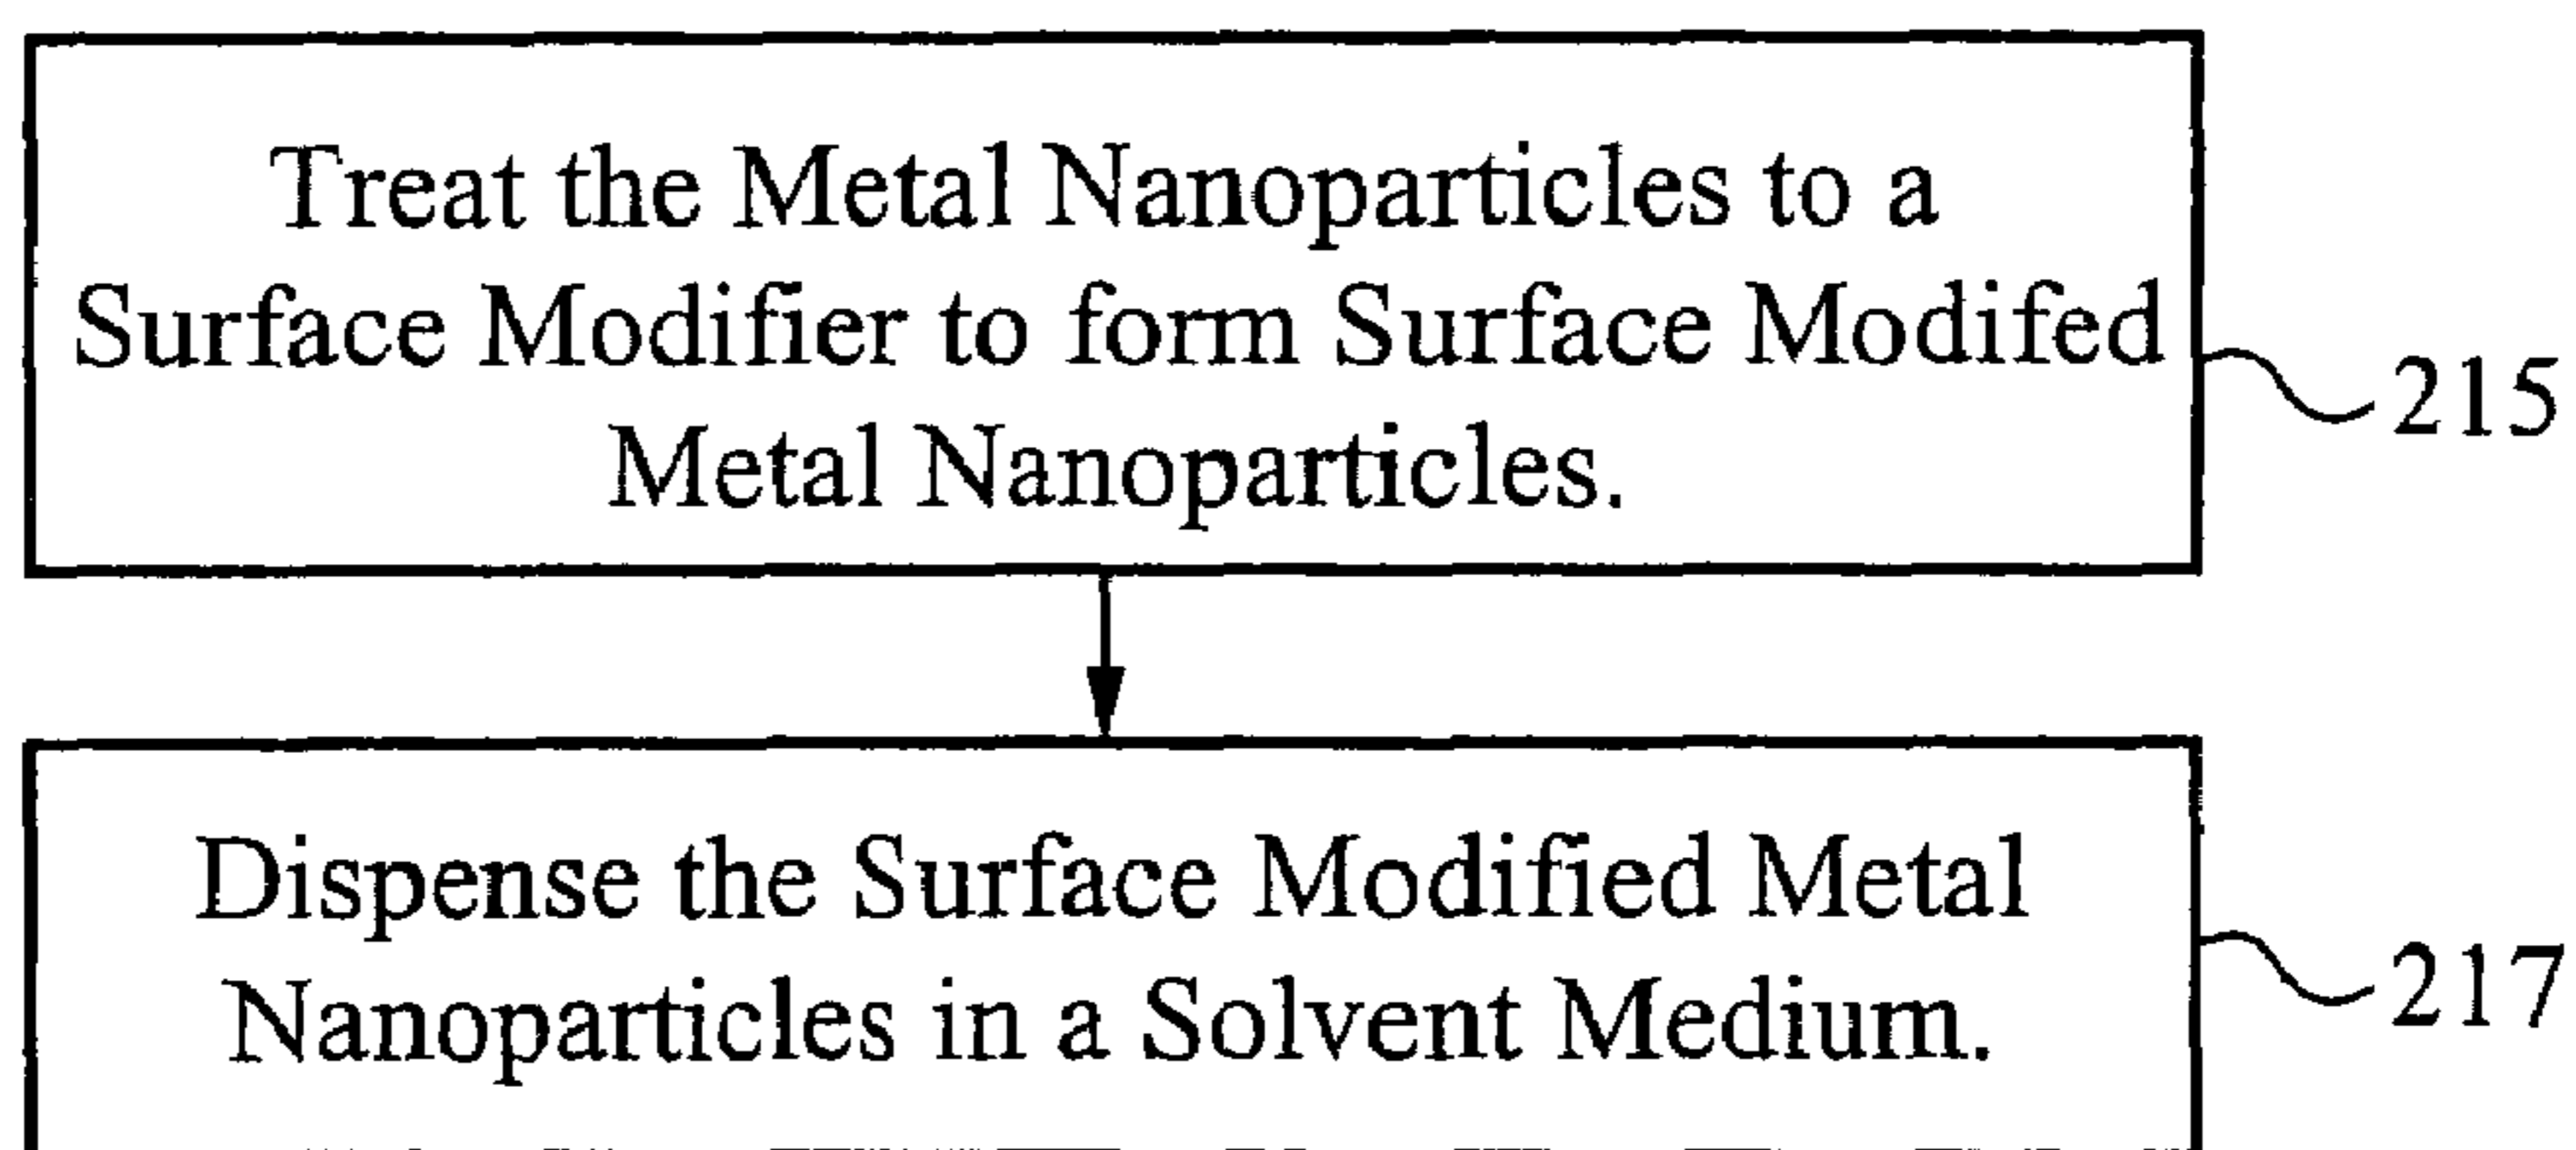 Treat the Metal Nanoparticles to a
Surface Modifier to form Surface Modifed
Metal Nanoparticles.
215
Dispense the Surface Modified Metal
Nanoparticles in a Solvent Medium.
217